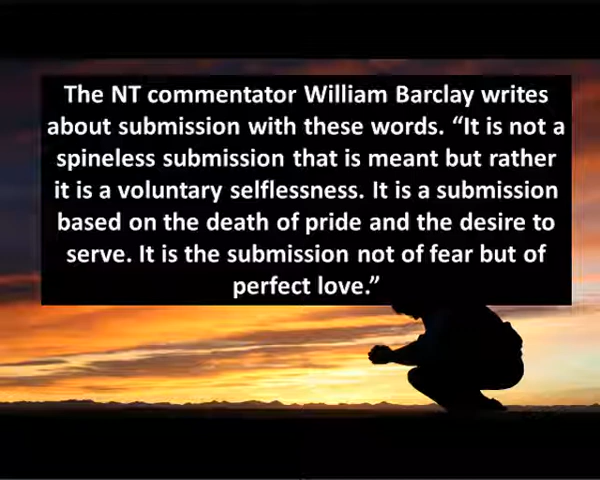 The NT commentator William Barclay writes
about submission with these words. “It is not a
spineless submission that is meant but rather
it is a voluntary selflessness. It is a submission
based on the death of pride and the desire to
serve. It is the submission not of fear but of
perfect love.”